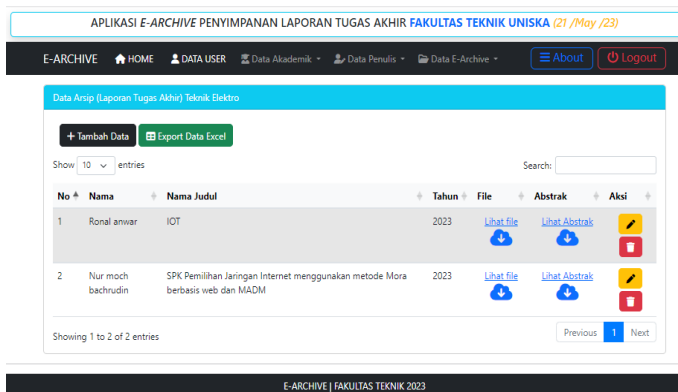 APLIKASI E-ARCHIVE PENYIMPANAN LAPORAN TUGAS AKHIR FAKULTAS TEKNIK UNISKA (21 /May /23)
E-ARCHIVE HOME DATA USER Data Akademik Data Penulis Data E-Archive About Logout
Data Arsip (Laporan Tugas Akhir) Teknik Elektro
+ Tambah Data Export Data Excel
Show 10 entries Search:
No Nama Nama Judul Tahun File Abstrak Aksi
1 Ronal anwar IOT 2023 Lihat file Lihat Abstrak
2 Nur moch SPK Pemilihan Jaringan Internet menggunakan metode Mora 2023 Lihat file Lihat Abstrak
bachrudin berbasis web dan MADM
Showing 1 to 2 of 2 entries Previous 1 Next
E-ARCHIVE | FAKULTAS TEKNIK 2023